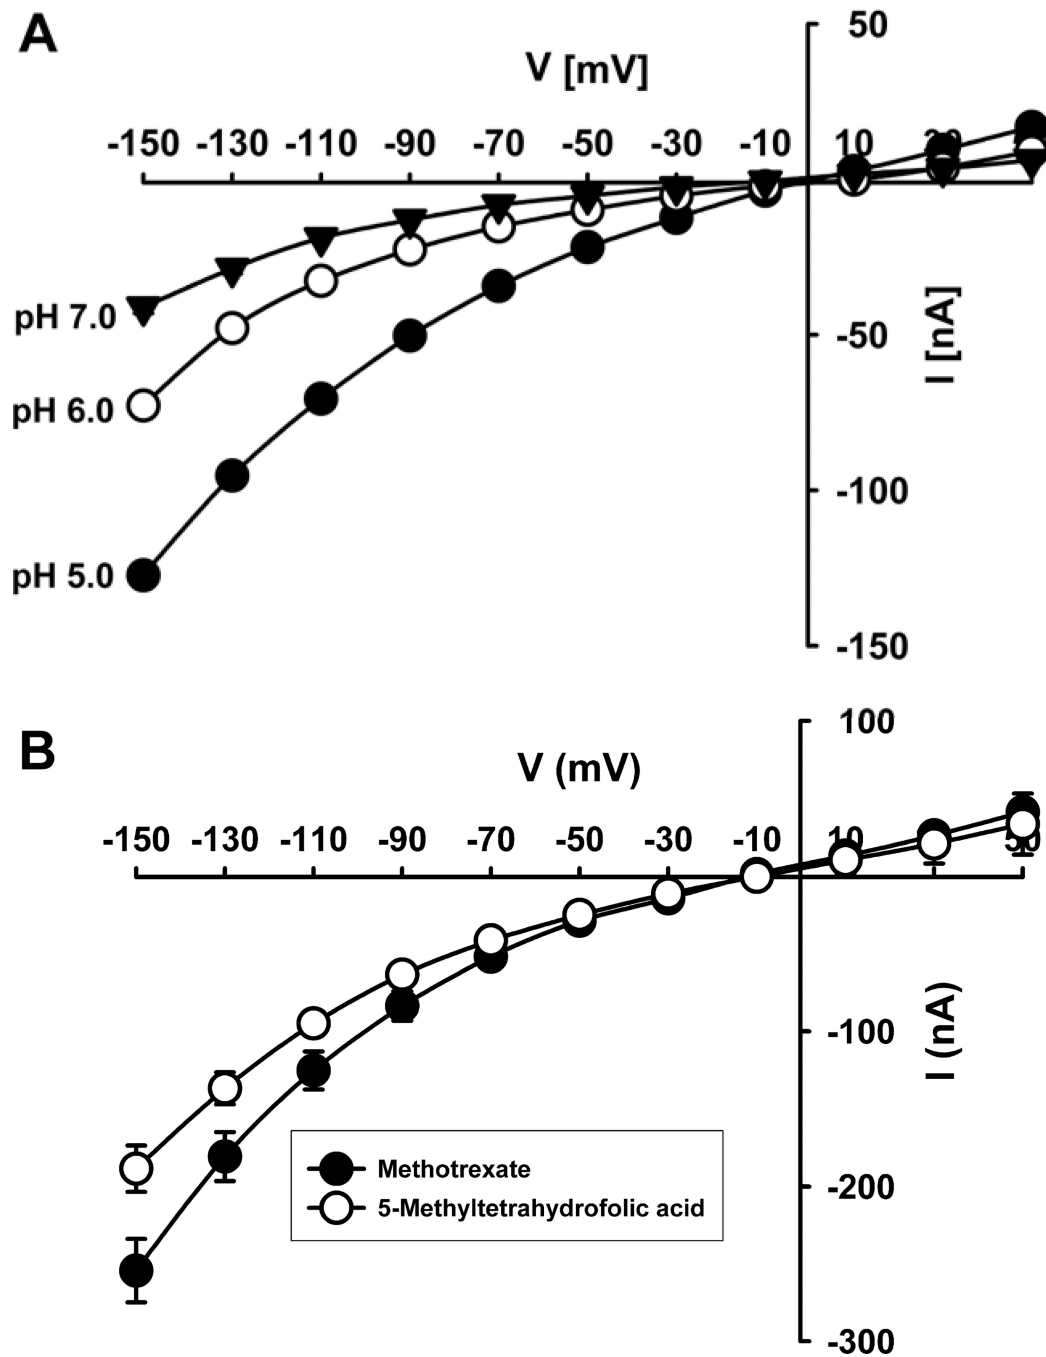 A
50
V [mV]
-150 -130 -110 -90 -70 -50 -30 -10 10
pH 7.0
-50
I [nA]
pH 6.0
-100
pH 5.0
-150
B
100
V (mV)
-150 -130 -110 -90 -70 -50 -30 -10 10
-100
I (nA)
Methotrexate
5-Methyltetrahydrofolic acid
-200
-300